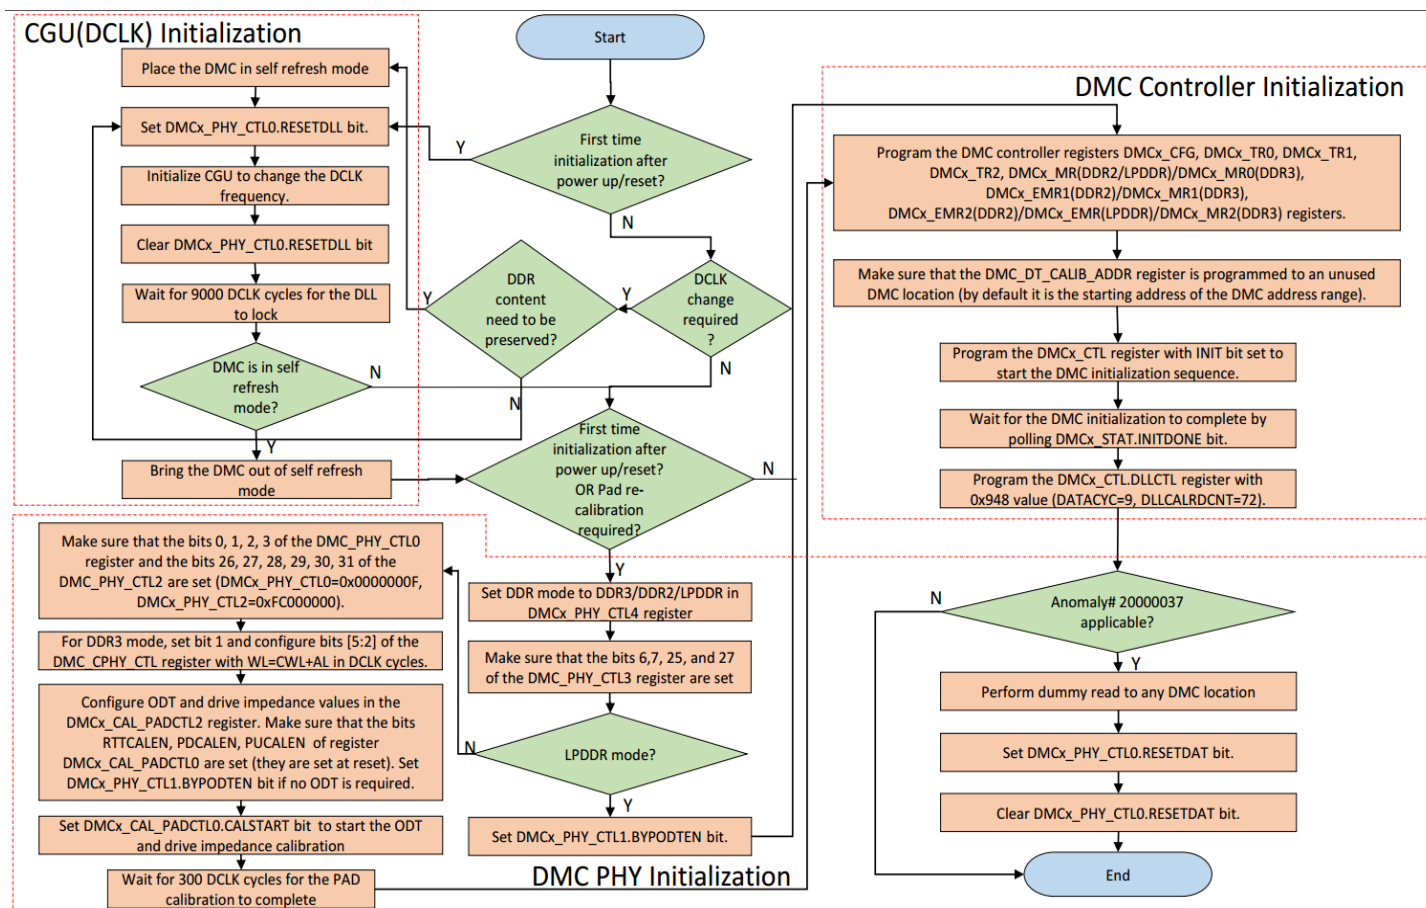 CGU(DCLK) Initialization
Place the DMC in self refresh mode
Set DMCx_PHY_CTL0.RESETDLL bit.
Initialize CGU to change the DCLK
frequency.
Clear DMCx_PHY_CTL0.RESETDLL bit
Wait for 9000 DCLK cycles for the DLL
to lock
DMC is in self
refresh
mode?
N
Y
Bring the DMC out of self refresh
mode
Start
First time
initialization after
power up/reset?
Y
N
DCLK
change
required
?
Y
N
DDR
content
need to be
preserved?
Y
N
First time
initialization after
power up/reset?
OR Pad re-
calibration
required?
N
Y
Set DDR mode to DDR3/DDR2/LPDDR in
DMCx_PHY_CTL4 register
Make sure that the bits 6,7, 25, and 27
of the DMC_PHY_CTL3 register are set
LPDDR mode?
N
Y
Set DMCx_PHY_CTL1.BYPODTEN bit.
DMC PHY Initialization
Make sure that the bits 0, 1, 2, 3 of the DMC_PHY_CTL0
register and the bits 26, 27, 28, 29, 30, 31 of the
DMC_PHY_CTL2 are set (DMCx_PHY_CTL0=0x0000000F,
DMCx_PHY_CTL2=0xFC000000).
For DDR3 mode, set bit 1 and configure bits [5:2] of the
DMC_CPHY_CTL register with WL=CWL+AL in DCLK cycles.
Configure ODT and drive impedance values in the
DMCx_CAL_PADCTL2 register. Make sure that the bits
RTTCALEN, PDCALEN, PUCALEN of register
DMCx_CAL_PADCTL0 are set (they are set at reset). Set
DMCx_PHY_CTL1.BYPODTEN bit if no ODT is required.
Set DMCx_CAL_PADCTL0.CALSTART bit to start the ODT
and drive impedance calibration
Wait for 300 DCLK cycles for the PAD
calibration to complete
DMC Controller Initialization
Program the DMC controller registers DMCx_CFG, DMCx_TR0, DMCx_TR1,
DMCx_TR2, DMCx_MR(DDR2/LPDDR)/DMCx_MR0(DDR3),
DMCx_EMR1(DDR2)/DMCx_MR1(DDR3),
DMCx_EMR2(DDR2)/DMCx_EMR(LPDDR)/DMCx_MR2(DDR3) registers.
Make sure that the DMC_DT_CALIB_ADDR register is programmed to an unused
DMC location (by default it is the starting address of the DMC address range).
Program the DMCx_CTL register with INIT bit set to
start the DMC initialization sequence.
Wait for the DMC initialization to complete by
polling DMCx_STAT.INITDONE bit.
Program the DMCx_CTL.DLLCTL register with
0x948 value (DATACYC=9, DLLCALRDCNT=72).
Anomaly# 20000037
applicable?
N
Y
Perform dummy read to any DMC location
Set DMCx_PHY_CTL0.RESETDAT bit.
Clear DMCx_PHY_CTL0.RESETDAT bit.
End